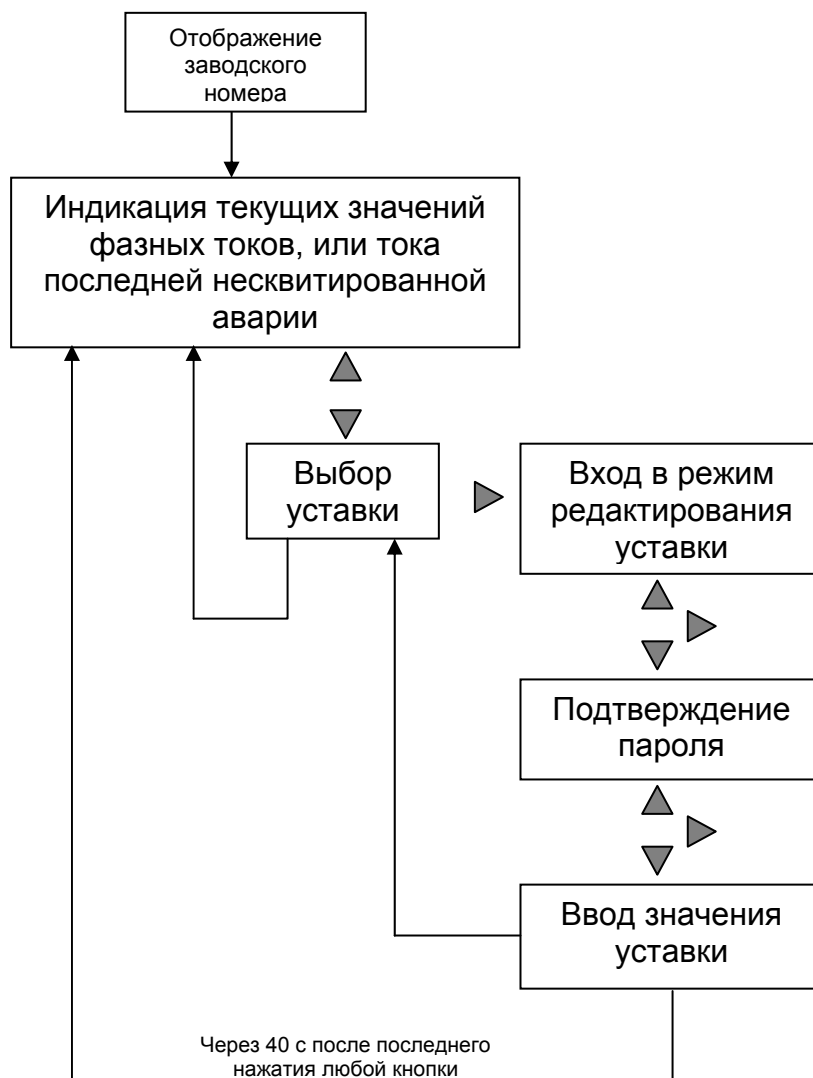 Отображение
заводского
номера
Индикация текущих значений
фазных токов, или тока
последней несквитированной
аварии
Выбор
уставки
Вход в режим
редактирования
уставки
Подтверждение
пароля
Ввод значения
уставки
Через 40 с после последнего
нажатия любой кнопки